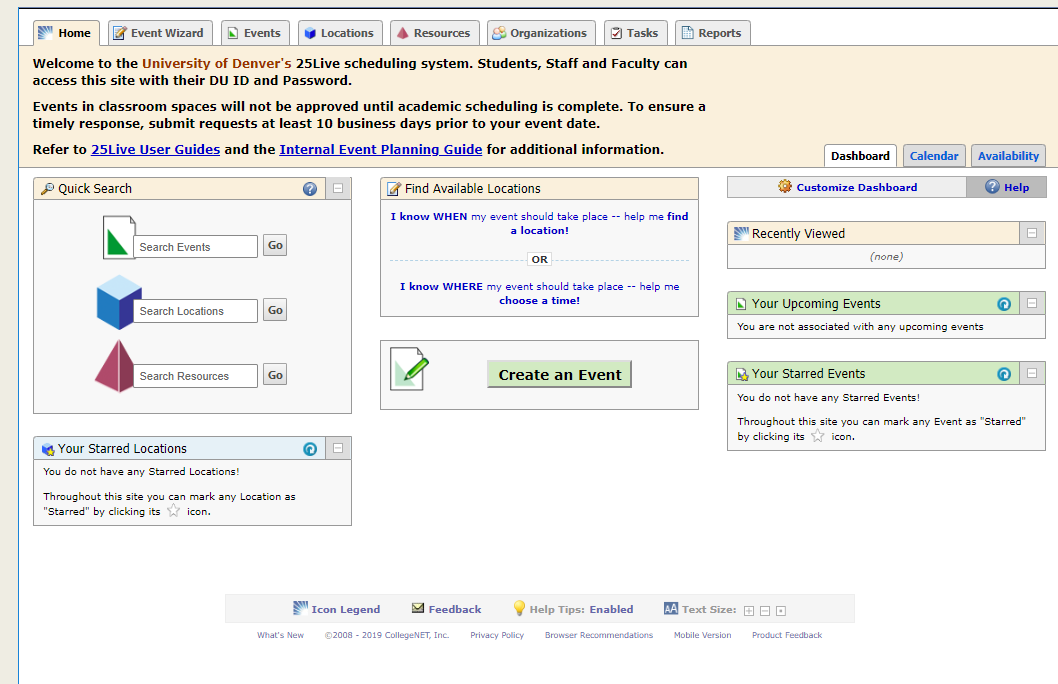 Home
Event Wizard
Events
Locations
Resources
Organizations
Tasks
Reports
Welcome to the University of Denver's 25Live scheduling system. Students, Staff and Faculty can
access this site with their DU ID and Password.
Events in classroom spaces will not be approved until academic scheduling is complete. To ensure a
timely response, submit requests at least 10 business days prior to your event date.
Refer to 25Live User Guides and the Internal Event Planning Guide for additional information.
Dashboard
Calendar
Availability
Quick Search
?
Search Events
Go
Search Locations
Go
Search Resources
Go
Your Starred Locations
You do not have any Starred Locations!
Throughout this site you can mark any Location as
"Starred" by clicking its icon.
Find Available Locations
I know WHEN my event should take place -- help me find
a location!
OR
I know WHERE my event should take place -- help me
choose a time!
Create an Event
Customize Dashboard
? Help
Recently Viewed
(none)
Your Upcoming Events
You are not associated with any upcoming events
Your Starred Events
You do not have any Starred Events!
Throughout this site you can mark any Event as "Starred"
by clicking its icon.
Icon Legend
Feedback
Help Tips: Enabled
AA Text Size:
What's New
©2008 - 2019 CollegeNET, Inc.
Privacy Policy
Browser Recommendations
Mobile Version
Product Feedback